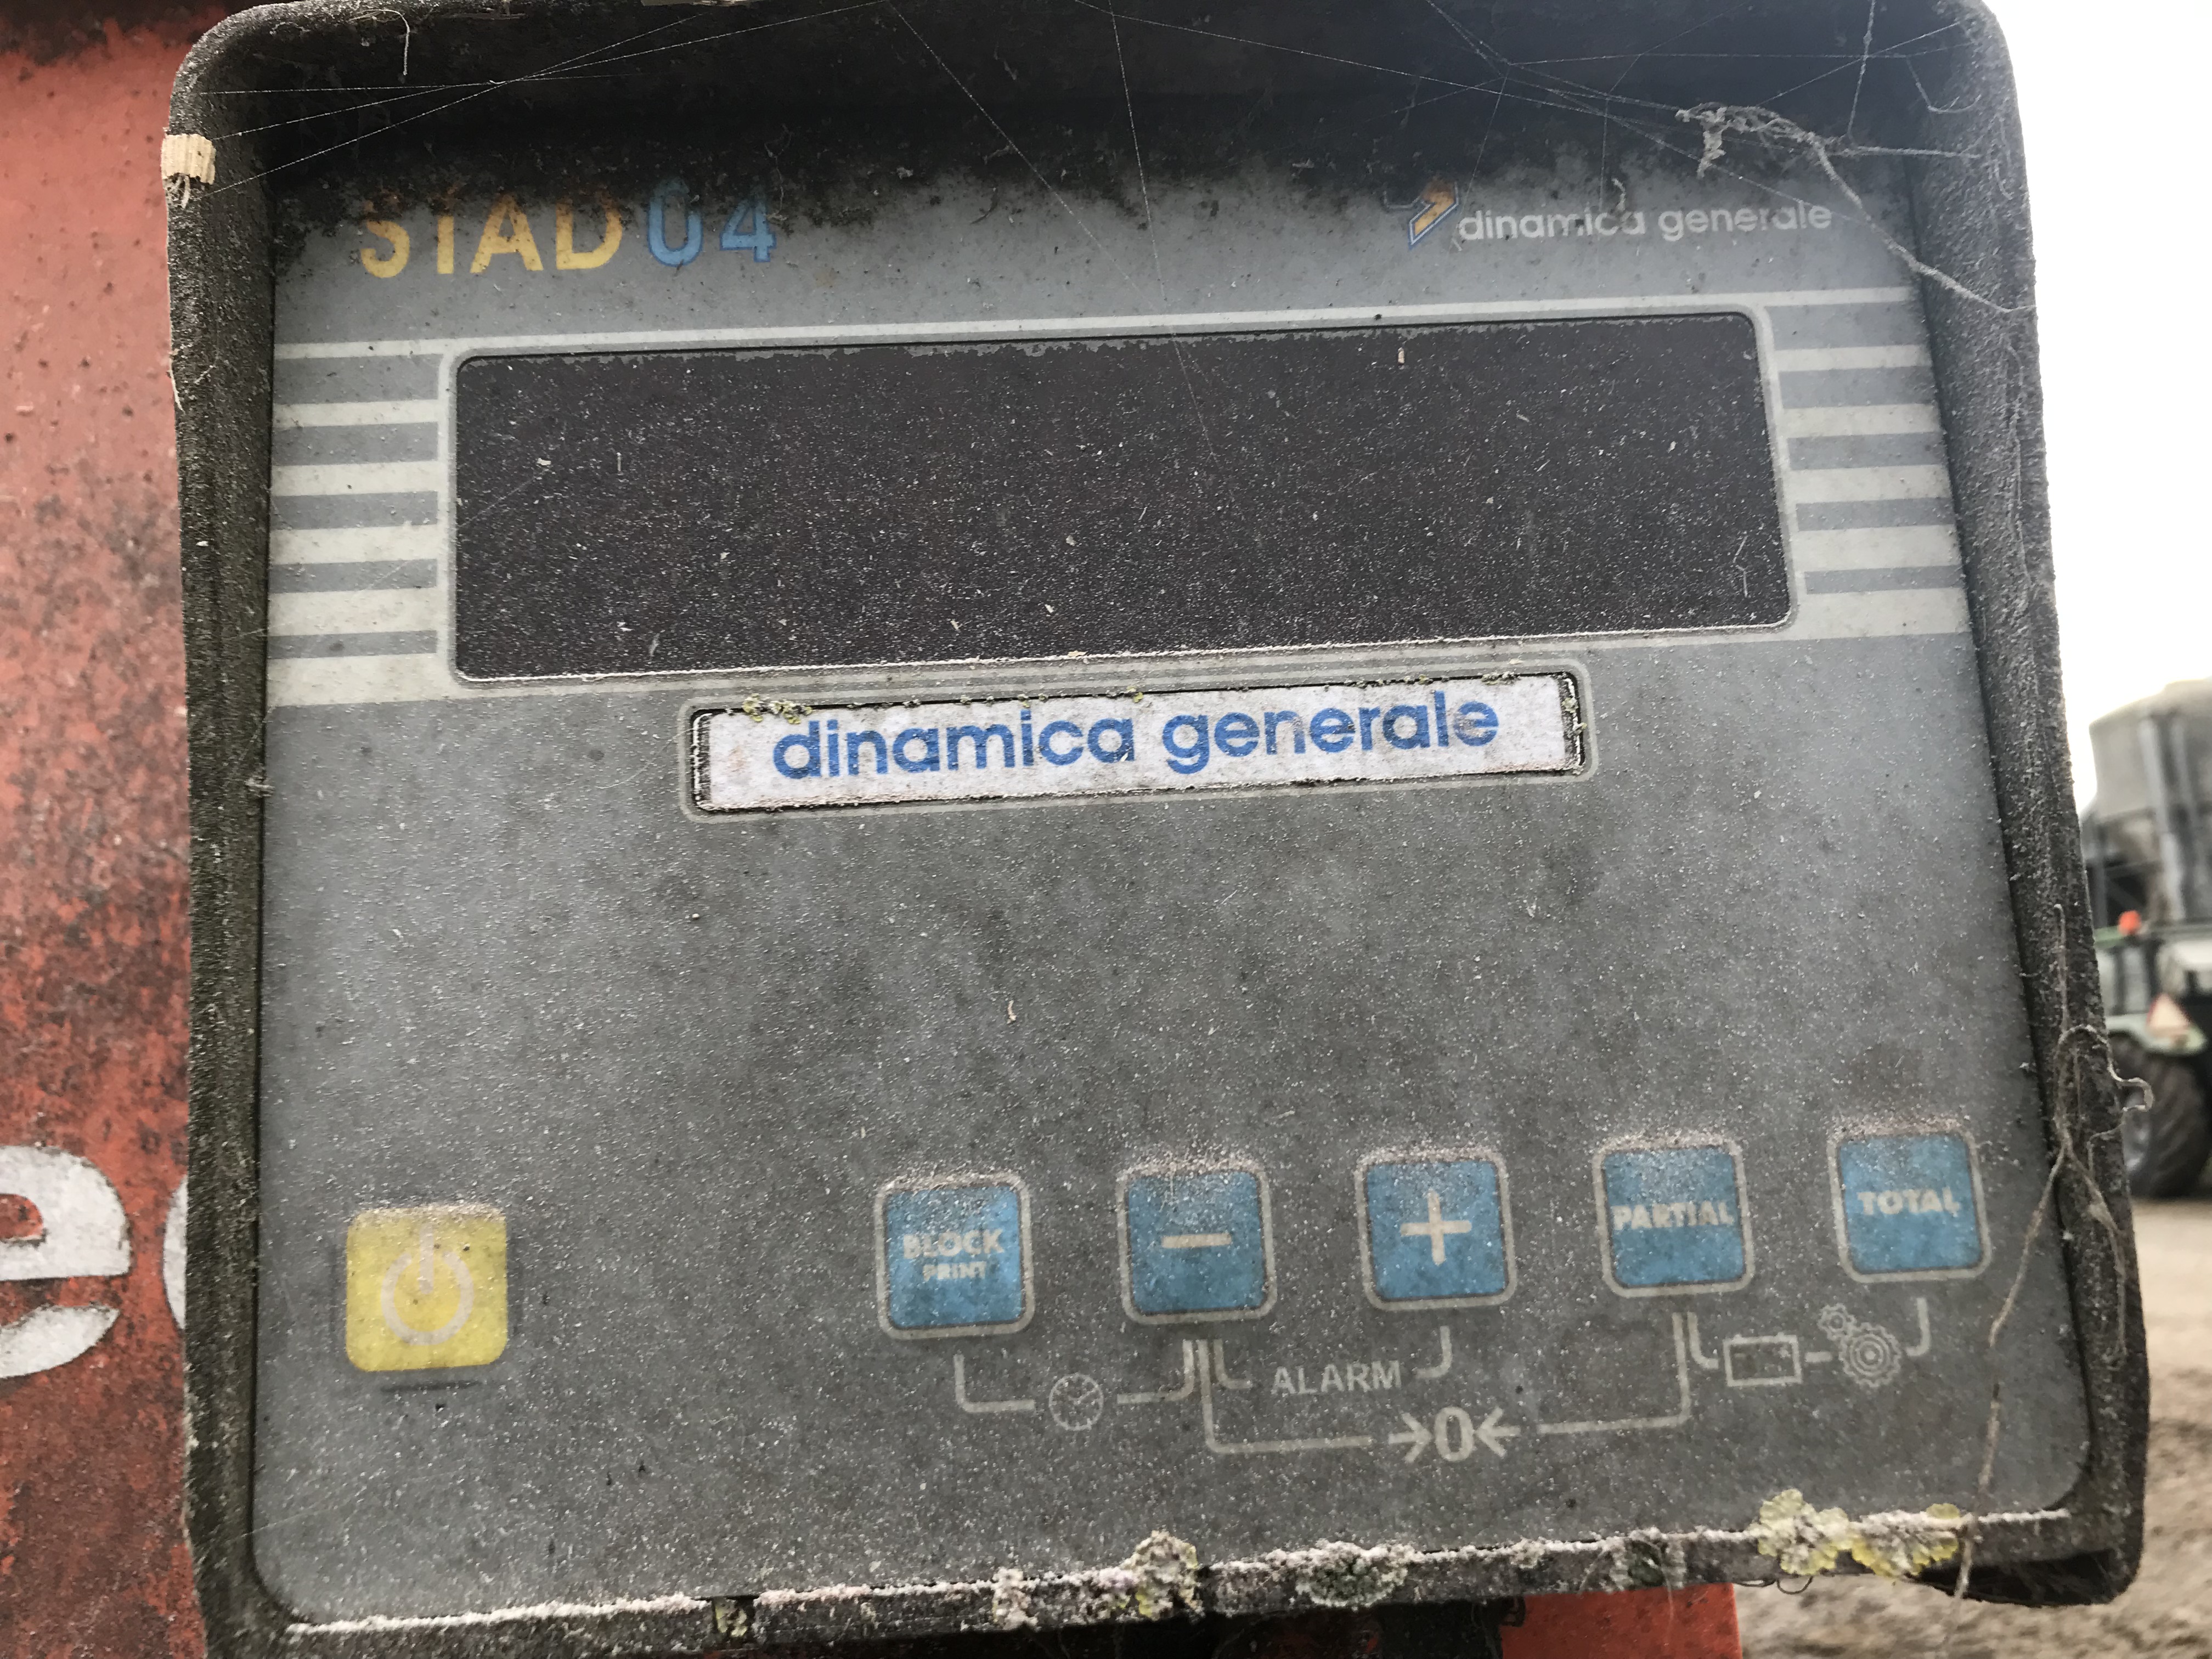 STAD 04
dinamica generale
dinamica generale
BLOCK
PRINT
−
+
PARTIAL
TOTAL
ALARM
→0←